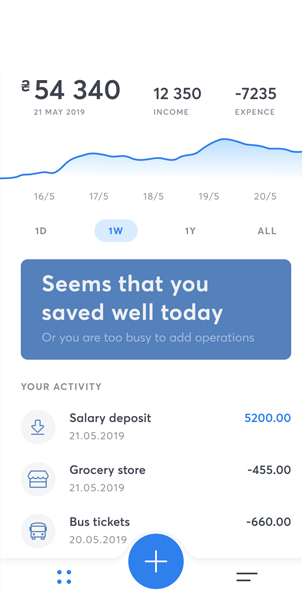 ₴54 340
21 MAY 2019
12 350
INCOME
-7235
EXPENCE
16/5 17/5 18/5 19/5 20/5
1D 1W 1Y ALL
Seems that you
saved well today
Or you are too busy to add operations
YOUR ACTIVITY
Salary deposit 5200.00
21.05.2019
Grocery store -455.00
21.05.2019
Bus tickets -660.00
20.05.2019